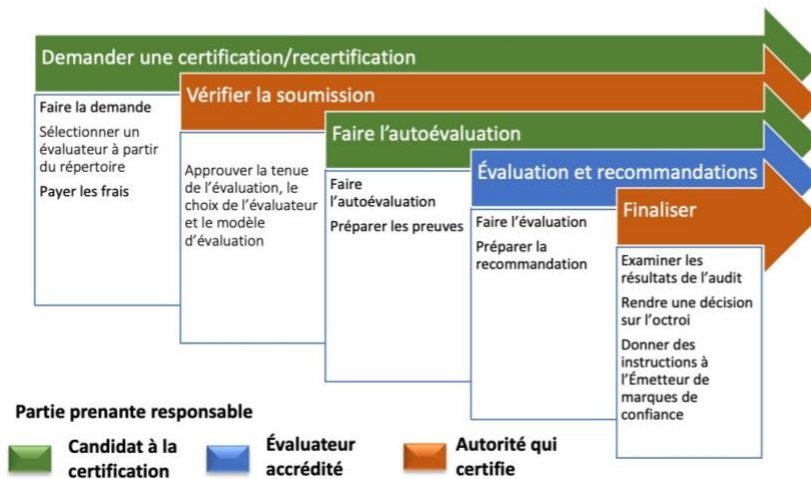 Demander une certification/recertification
Faire la demande
Sélectionner un
évaluateur à partir
du répertoire
Payer les frais
Vérifier la soumission
Approuver la tenue
de l'évaluation, le
choix de l'évaluateur
et le modèle
d'évaluation
Faire l'autoévaluation
Faire
l'autoévaluation
Préparer les preuves
Évaluation et recommandations
Faire l'évaluation
Préparer la
recommandation
Finaliser
Examiner les
résultats de l'audit
Rendre une décision
sur l'octroi
Donner des
instructions à
l'Émetteur de
marques de
confiance
Partie prenante responsable
Candidat à la
certification
Évaluateur
accrédité
Autorité qui
certifie